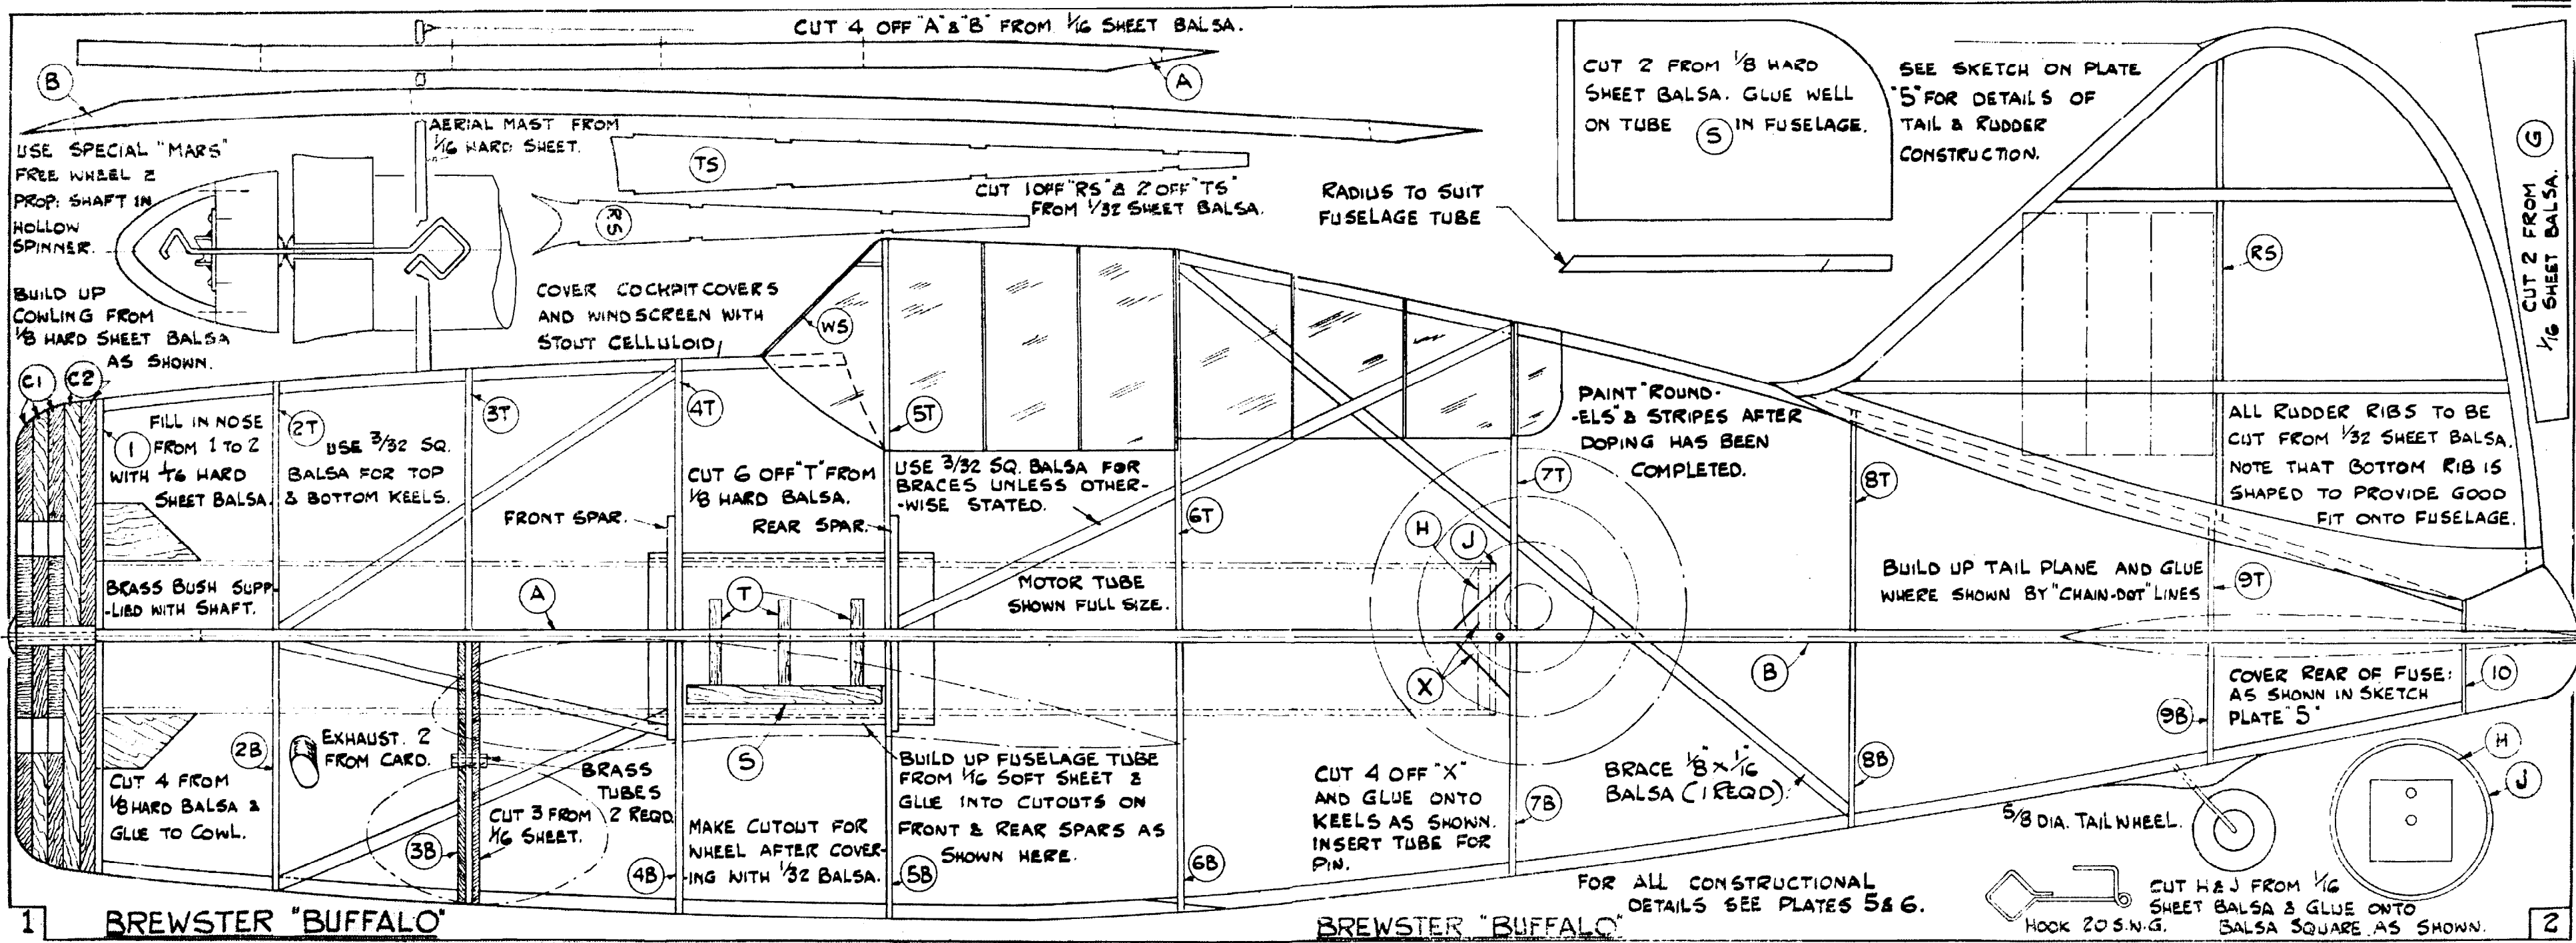 CUT 4 OFF "A" & "B" FROM 1/16 SHEET BALSA.
B
A
USE SPECIAL "MARS"
FREE WHEEL &
PROP: SHAFT IN
HOLLOW
SPINNER.
AERIAL MAST FROM
1/16 HARD SHEET.
TS
CUT 1 OFF "RS" & 2 OFF "TS"
FROM 1/32 SHEET BALSA.
RS
CUT 2 FROM 1/8 HARD
SHEET BALSA. GLUE WELL
ON TUBE S IN FUSELAGE.
RADIUS TO SUIT
FUSELAGE TUBE
SEE SKETCH ON PLATE
"5" FOR DETAILS OF
TAIL & RUDDER
CONSTRUCTION.
RS
CUT 2 FROM G
1/16 SHEET BALSA.
BUILD UP
COWLING FROM
1/8 HARD SHEET BALSA
AS SHOWN.
C1
C2
COVER COCKPIT COVERS
AND WINDSCREEN WITH
STOUT CELLULOID
WS
1
FILL IN NOSE
FROM 1 TO 2
WITH 1/16 HARD
SHEET BALSA.
2T
USE 3/32 SQ.
BALSA FOR TOP
& BOTTOM KEELS.
3T
4T
5T
CUT 6 OFF "T" FROM
1/8 HARD BALSA.
USE 3/32 SQ. BALSA FOR
BRACES UNLESS OTHER-
-WISE STATED.
FRONT SPAR.
REAR SPAR.
6T
PAINT "ROUND-
-ELS" & STRIPES AFTER
DOPING HAS BEEN
COMPLETED.
7T
8T
ALL RUDDER RIBS TO BE
CUT FROM 1/32 SHEET BALSA.
NOTE THAT BOTTOM RIB IS
SHAPED TO PROVIDE GOOD
FIT ONTO FUSELAGE.
BRASS BUSH SUPP-
-LIED WITH SHAFT.
A
T
MOTOR TUBE
SHOWN FULL SIZE.
H
J
BUILD UP TAIL PLANE AND GLUE
WHERE SHOWN BY "CHAIN-DOT" LINES
9T
X
B
COVER REAR OF FUSE:
AS SHOWN IN SKETCH
PLATE "5"
10
9B
2B
EXHAUST. 2
FROM CARD.
CUT 4 FROM
1/8 HARD BALSA &
GLUE TO COWL.
3B
BRASS
TUBES
2 REQD
CUT 3 FROM
1/16 SHEET.
S
BUILD UP FUSELAGE TUBE
FROM 1/16 SOFT SHEET &
GLUE INTO CUTOUTS ON
FRONT & REAR SPARS AS
SHOWN HERE.
MAKE CUTOUT FOR
WHEEL AFTER COVER-
-ING WITH 1/32 BALSA.
4B
5B
6B
CUT 4 OFF "X"
AND GLUE ONTO
KEELS AS SHOWN.
INSERT TUBE FOR
PIN.
7B
BRACE 1/8" x 1/16"
BALSA (1 REQD).
8B
5/8 DIA. TAIL WHEEL.
H
J
FOR ALL CONSTRUCTIONAL
DETAILS SEE PLATES 5 & 6.
HOOK 20 S.W.G.
CUT H & J FROM 1/16
SHEET BALSA & GLUE ONTO
BALSA SQUARE AS SHOWN.
1
BREWSTER "BUFFALO"
BREWSTER "BUFFALO"
2